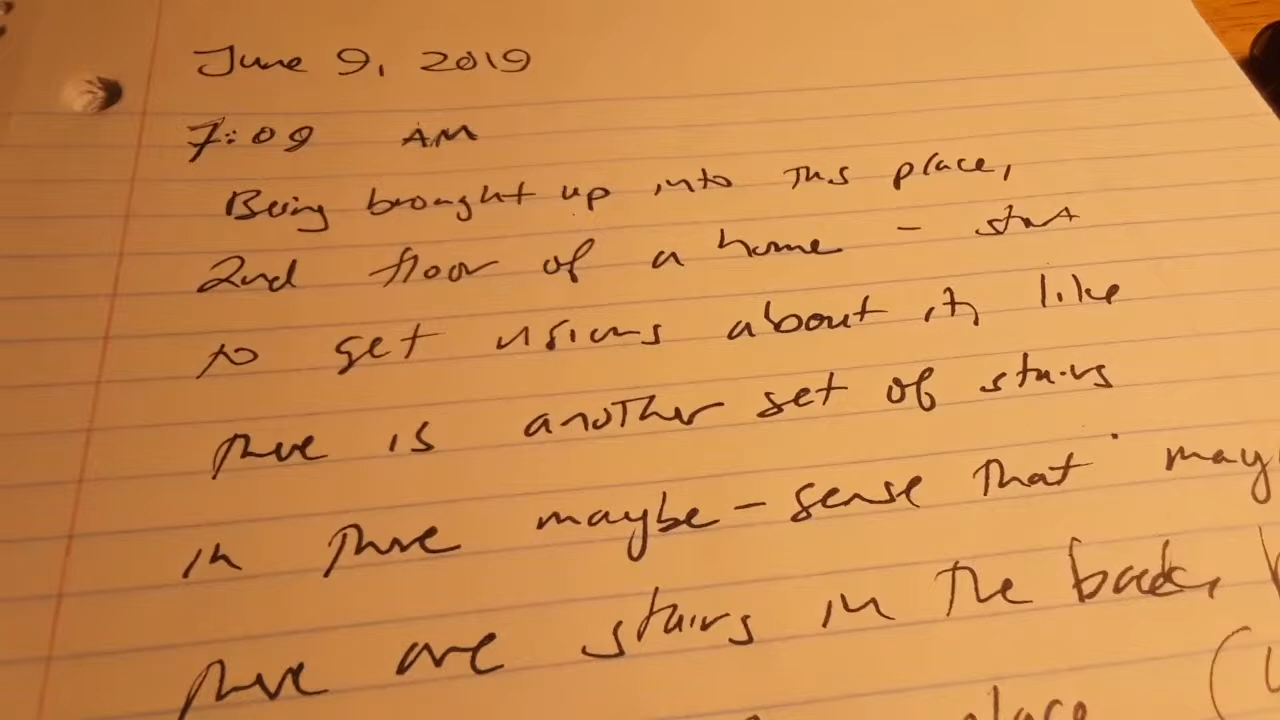 June 9, 2019
7:09 AM
Being brought up into this place,
2nd floor of a home - start
to get visions about it, like
there is another set of stairs
in there maybe - sense that may
there are stairs in the back,
place